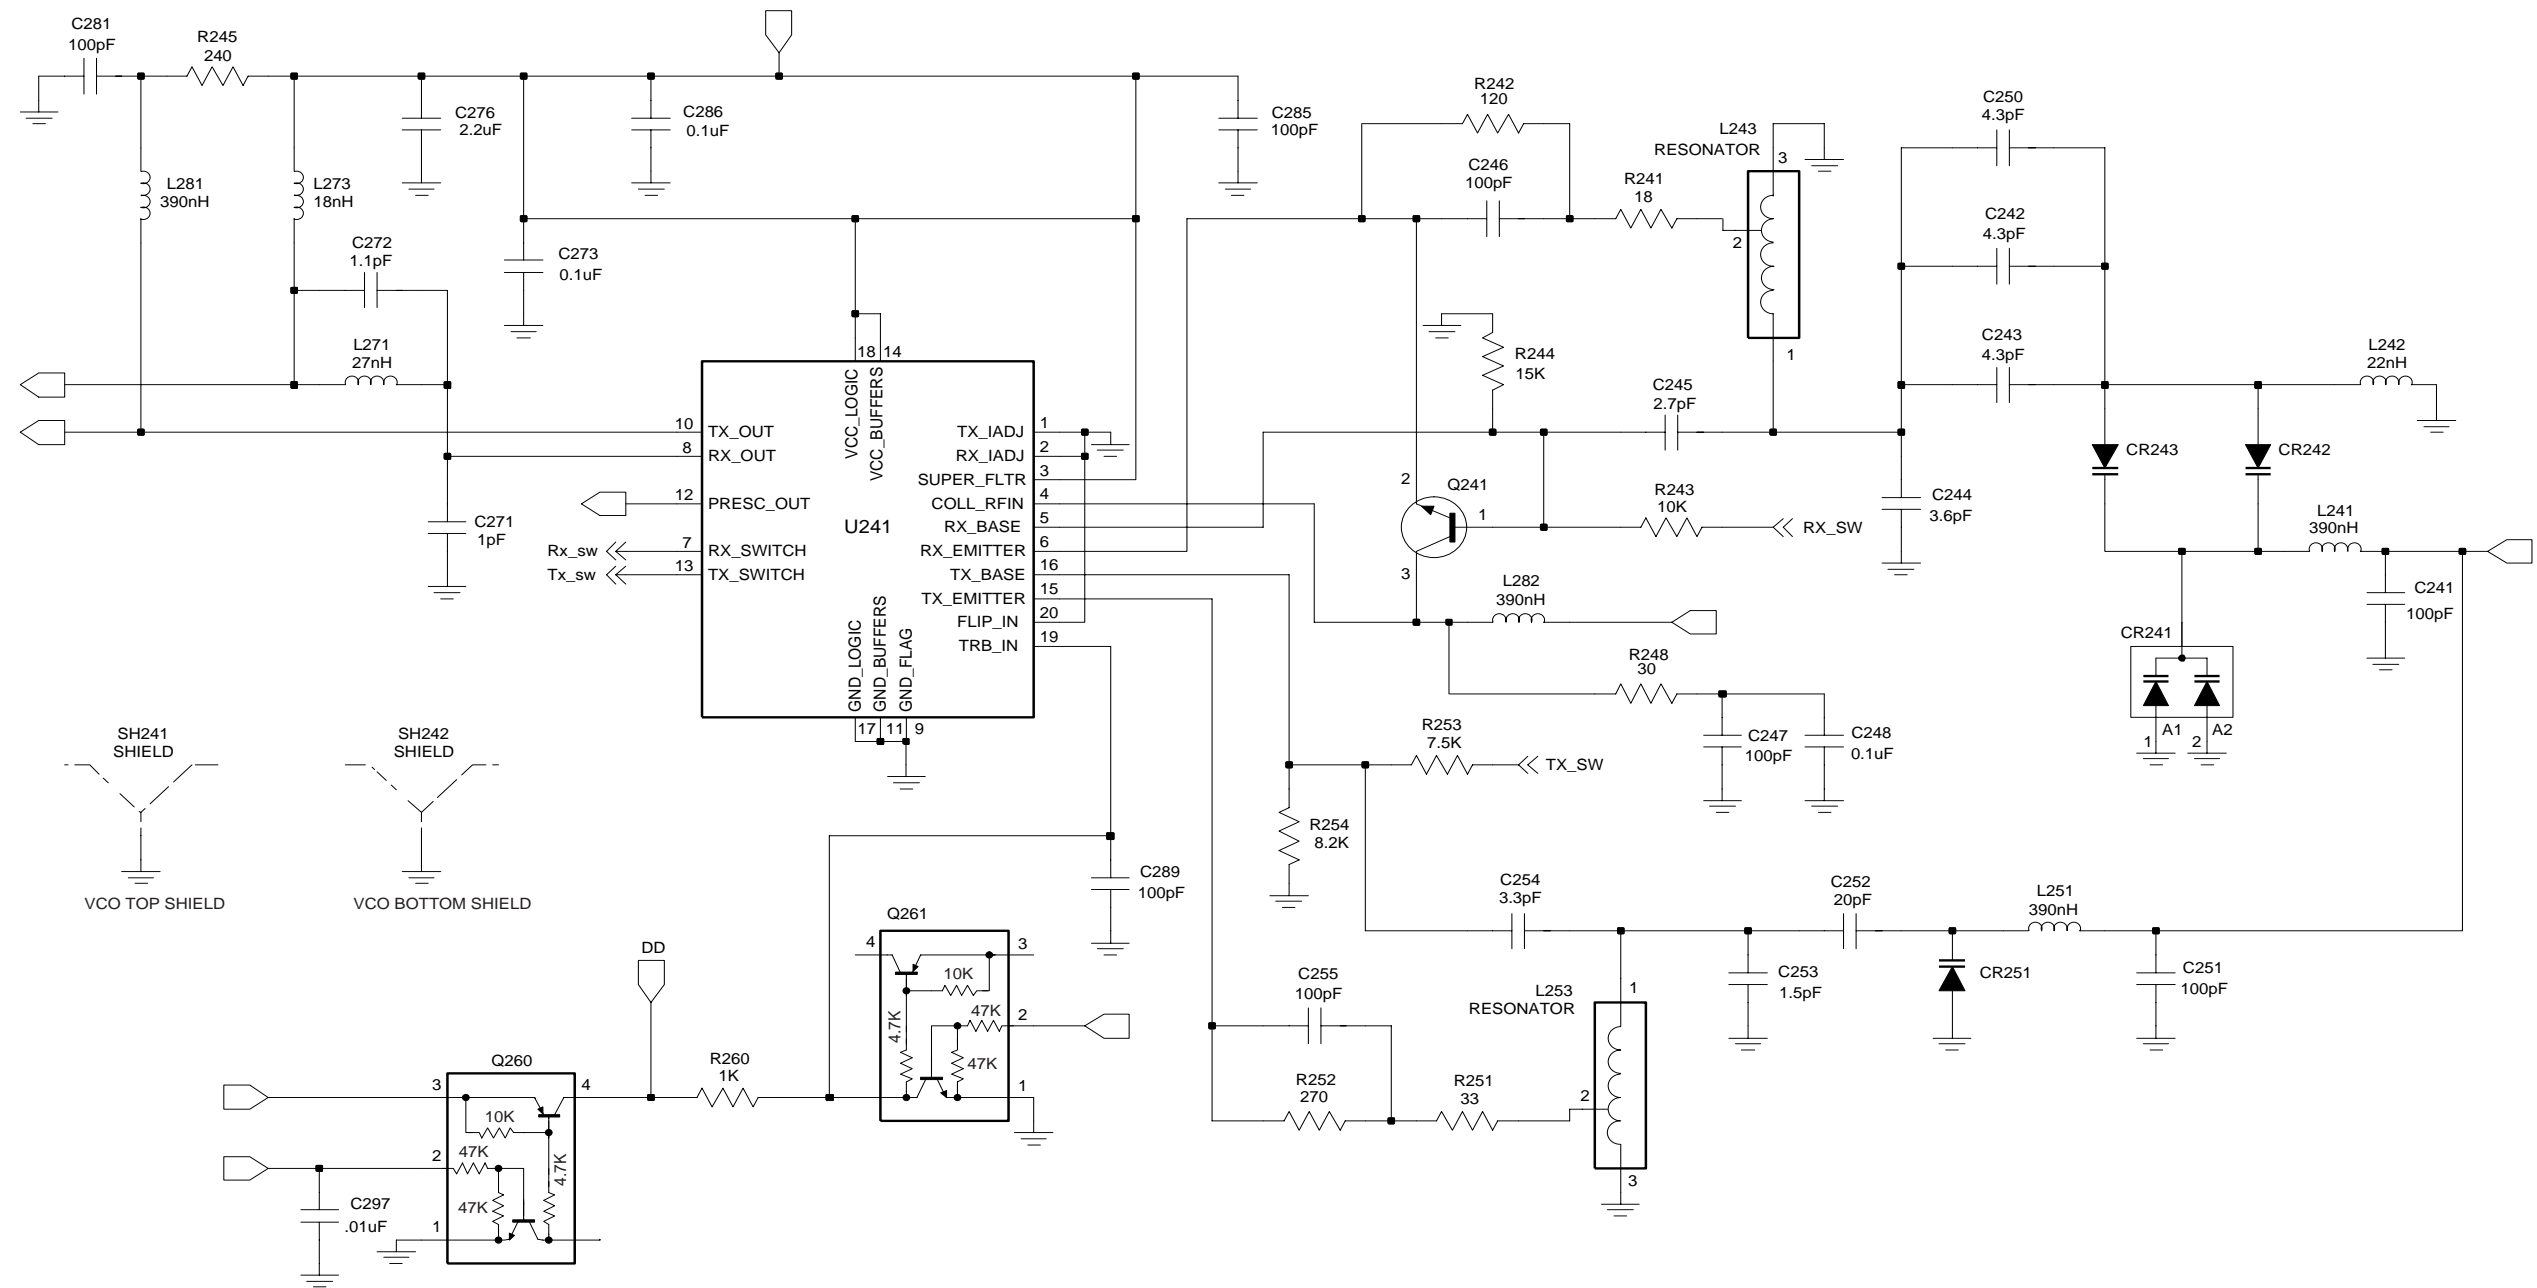 C281
100pF
R245
240
C276
2.2uF
C286
0.1uF
C285
100pF
L281
390nH
L273
18nH
C272
1.1pF
C273
0.1uF
L271
27nH
C271
1pF
R242
120
C246
100pF
R241
18
L243
RESONATOR
3
2
1
C250
4.3pF
C242
4.3pF
C243
4.3pF
L242
22nH
R244
15K
C245
2.7pF
CR243
CR242
18
14
VCC_LOGIC
VCC_BUFFERS
10
TX_OUT
8
RX_OUT
12
PRESC_OUT
7
RX_SWITCH
13
TX_SWITCH
Rx_sw
Tx_sw
U241
TX_IADJ
1
RX_IADJ
2
SUPER_FLTR
3
COLL_RFIN
4
RX_BASE
5
RX_EMITTER
6
TX_BASE
16
TX_EMITTER
15
FLIP_IN
20
TRB_IN
19
GND_LOGIC
GND_BUFFERS
GND_FLAG
17
11
9
Q241
2
1
3
R243
10K
RX_SW
C244
3.6pF
L241
390nH
C241
100pF
CR241
A1
A2
1
2
L282
390nH
R248
30
C247
100pF
C248
0.1uF
R253
7.5K
TX_SW
R254
8.2K
SH241
SHIELD
VCO TOP SHIELD
SH242
SHIELD
VCO BOTTOM SHIELD
C289
100pF
C254
3.3pF
C252
20pF
L251
390nH
C253
1.5pF
CR251
C251
100pF
C255
100pF
L253
RESONATOR
1
2
3
R252
270
R251
33
Q261
4
3
10K
4.7K
47K
2
47K
1
DD
R260
1K
Q260
3
4
10K
47K
2
4.7K
47K
1
C297
.01uF